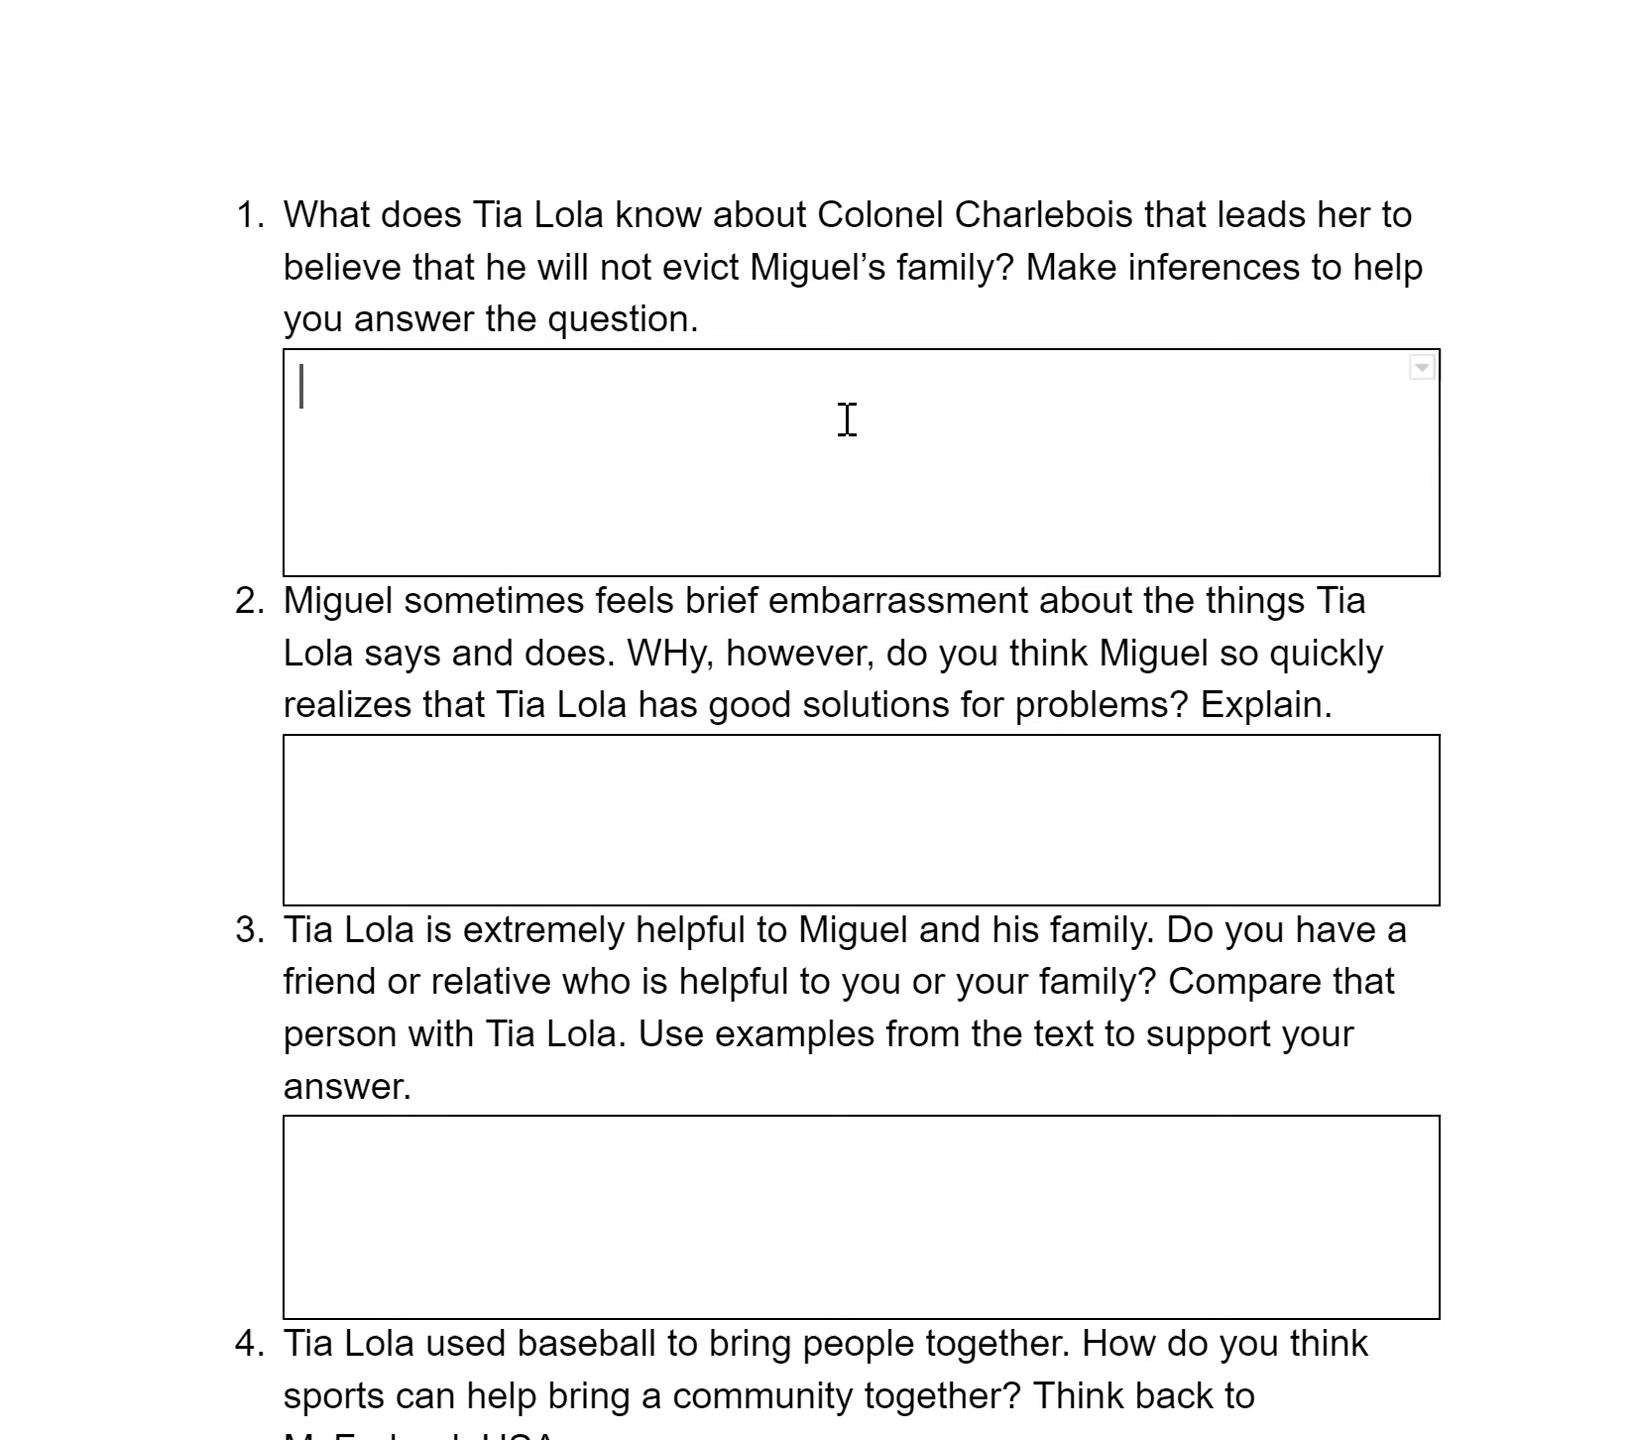 1. What does Tia Lola know about Colonel Charlebois that leads her to
believe that he will not evict Miguel’s family? Make inferences to help
you answer the question.
2. Miguel sometimes feels brief embarrassment about the things Tia
Lola says and does. WHy, however, do you think Miguel so quickly
realizes that Tia Lola has good solutions for problems? Explain.
3. Tia Lola is extremely helpful to Miguel and his family. Do you have a
friend or relative who is helpful to you or your family? Compare that
person with Tia Lola. Use examples from the text to support your
answer.
4. Tia Lola used baseball to bring people together. How do you think
sports can help bring a community together? Think back to